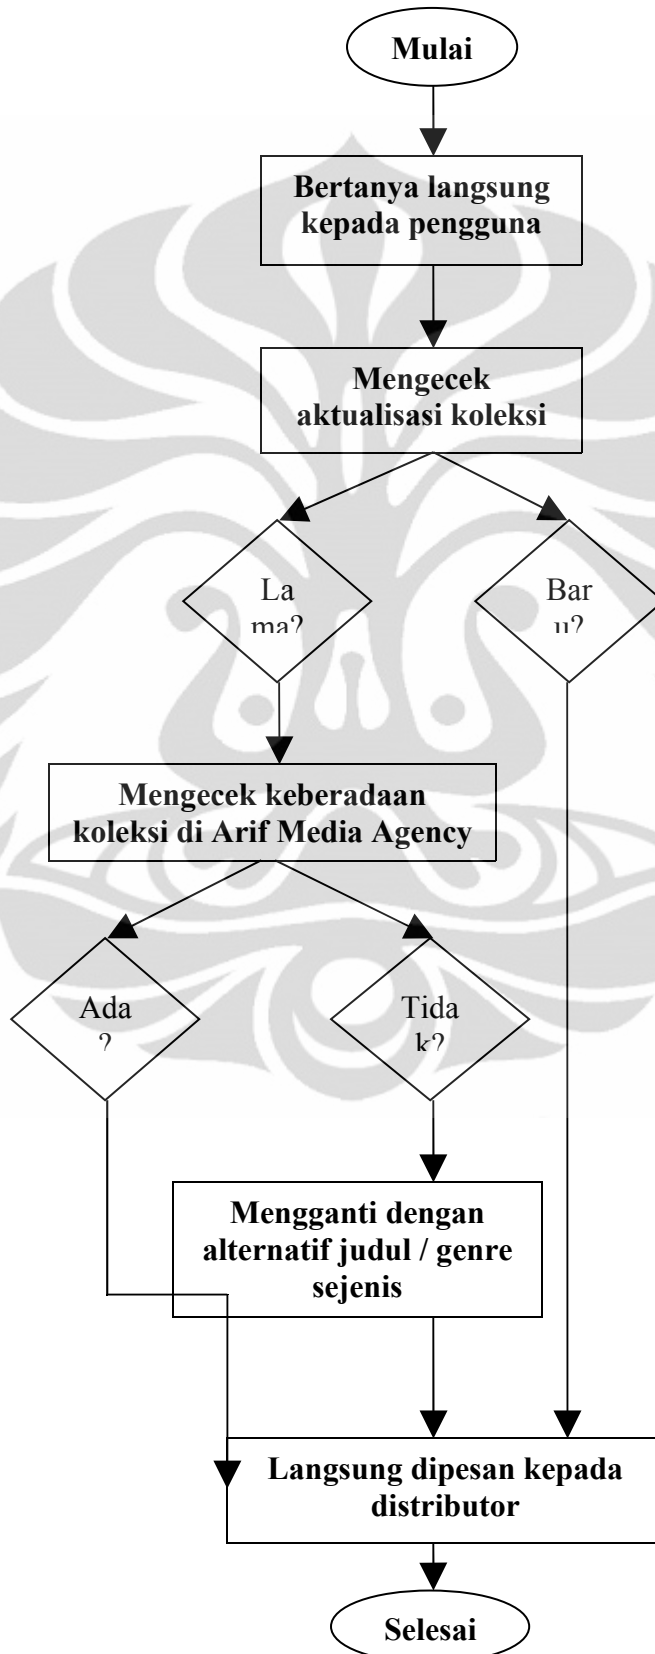 Mulai
Bertanya langsung
kepada pengguna
Mengecek
aktualisasi koleksi
La
ma?
Bar
u?
Mengecek keberadaan
koleksi di Arif Media Agency
Ada
?
Tida
k?
Mengganti dengan
alternatif judul / genre
sejenis
Langsung dipesan kepada
distributor
Selesai